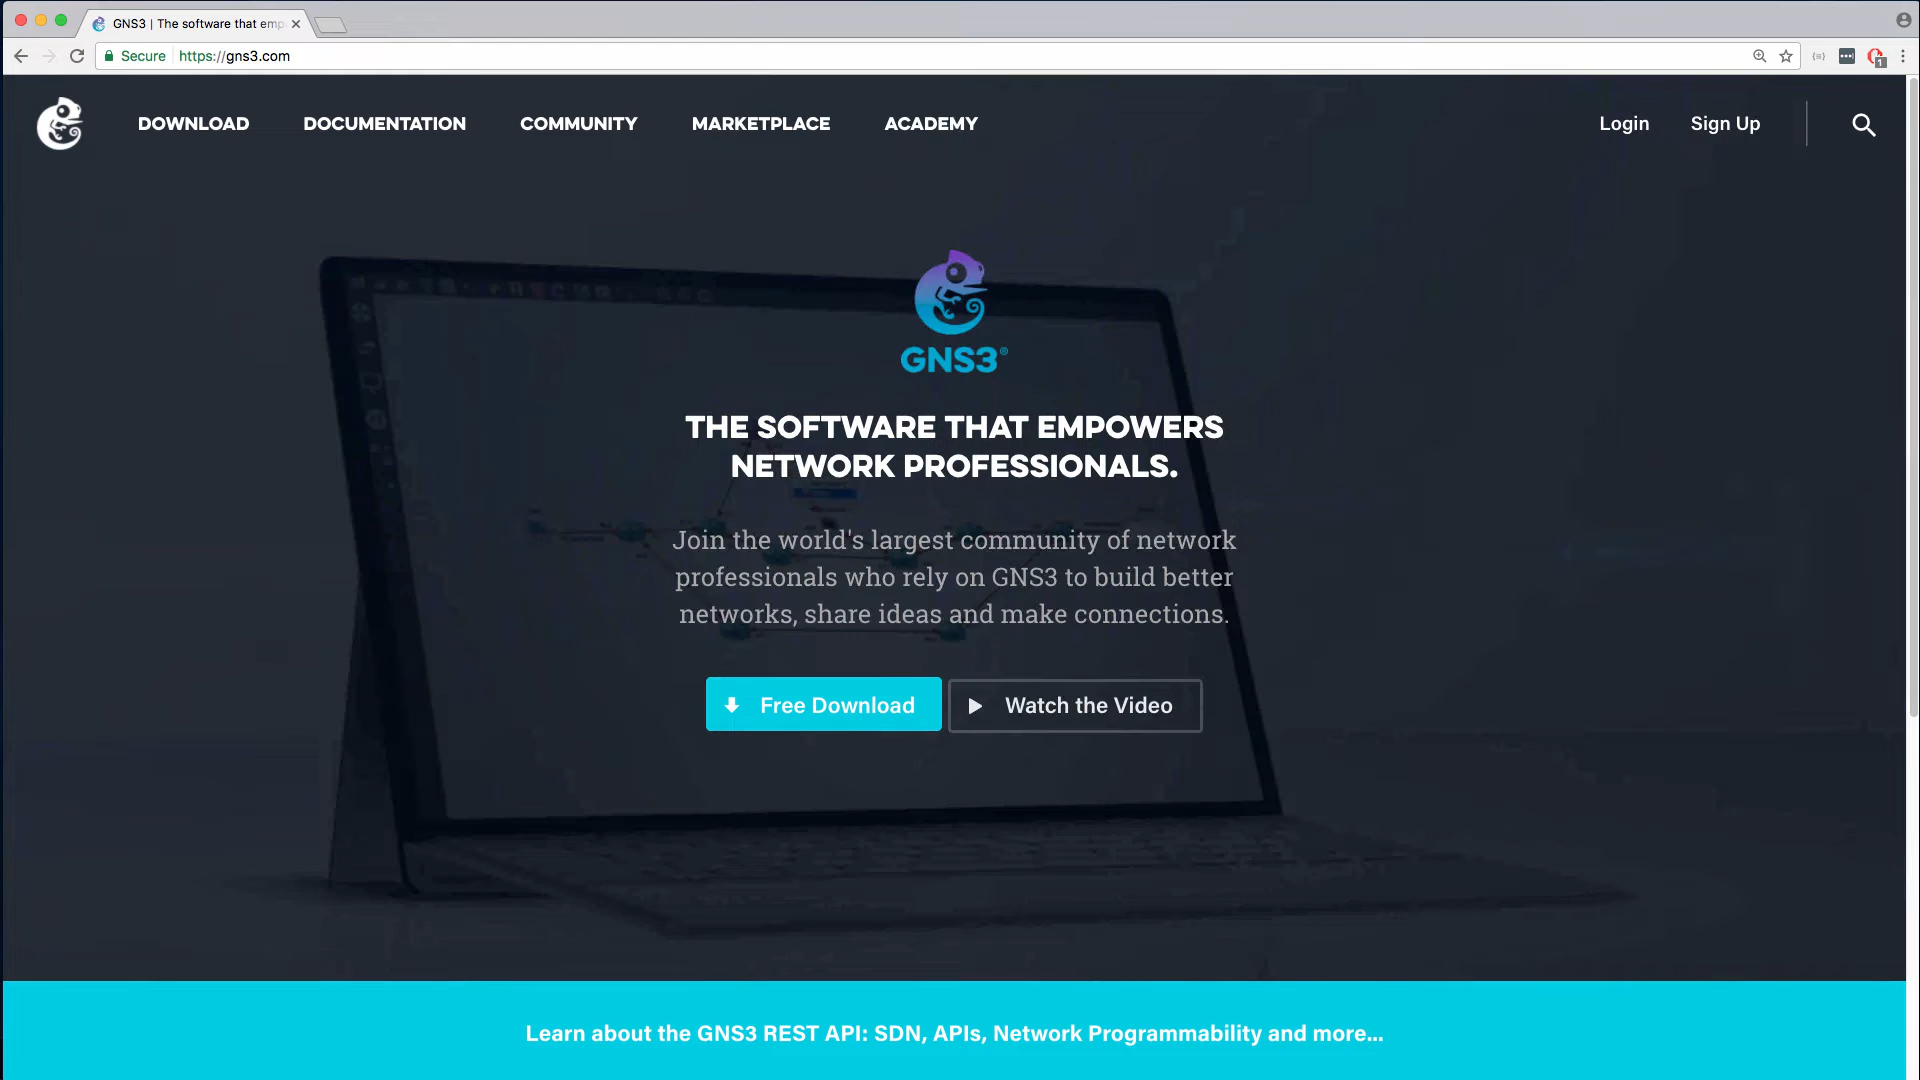 GNS3 | The software that emp
Secure
https://gns3.com
1
DOWNLOAD
DOCUMENTATION
COMMUNITY
MARKETPLACE
ACADEMY
Login
Sign Up
GNS3®
THE SOFTWARE THAT EMPOWERS
NETWORK PROFESSIONALS.
Join the world's largest community of network
professionals who rely on GNS3 to build better
networks, share ideas and make connections.
Free Download
Watch the Video
Learn about the GNS3 REST API: SDN, APIs, Network Programmability and more...